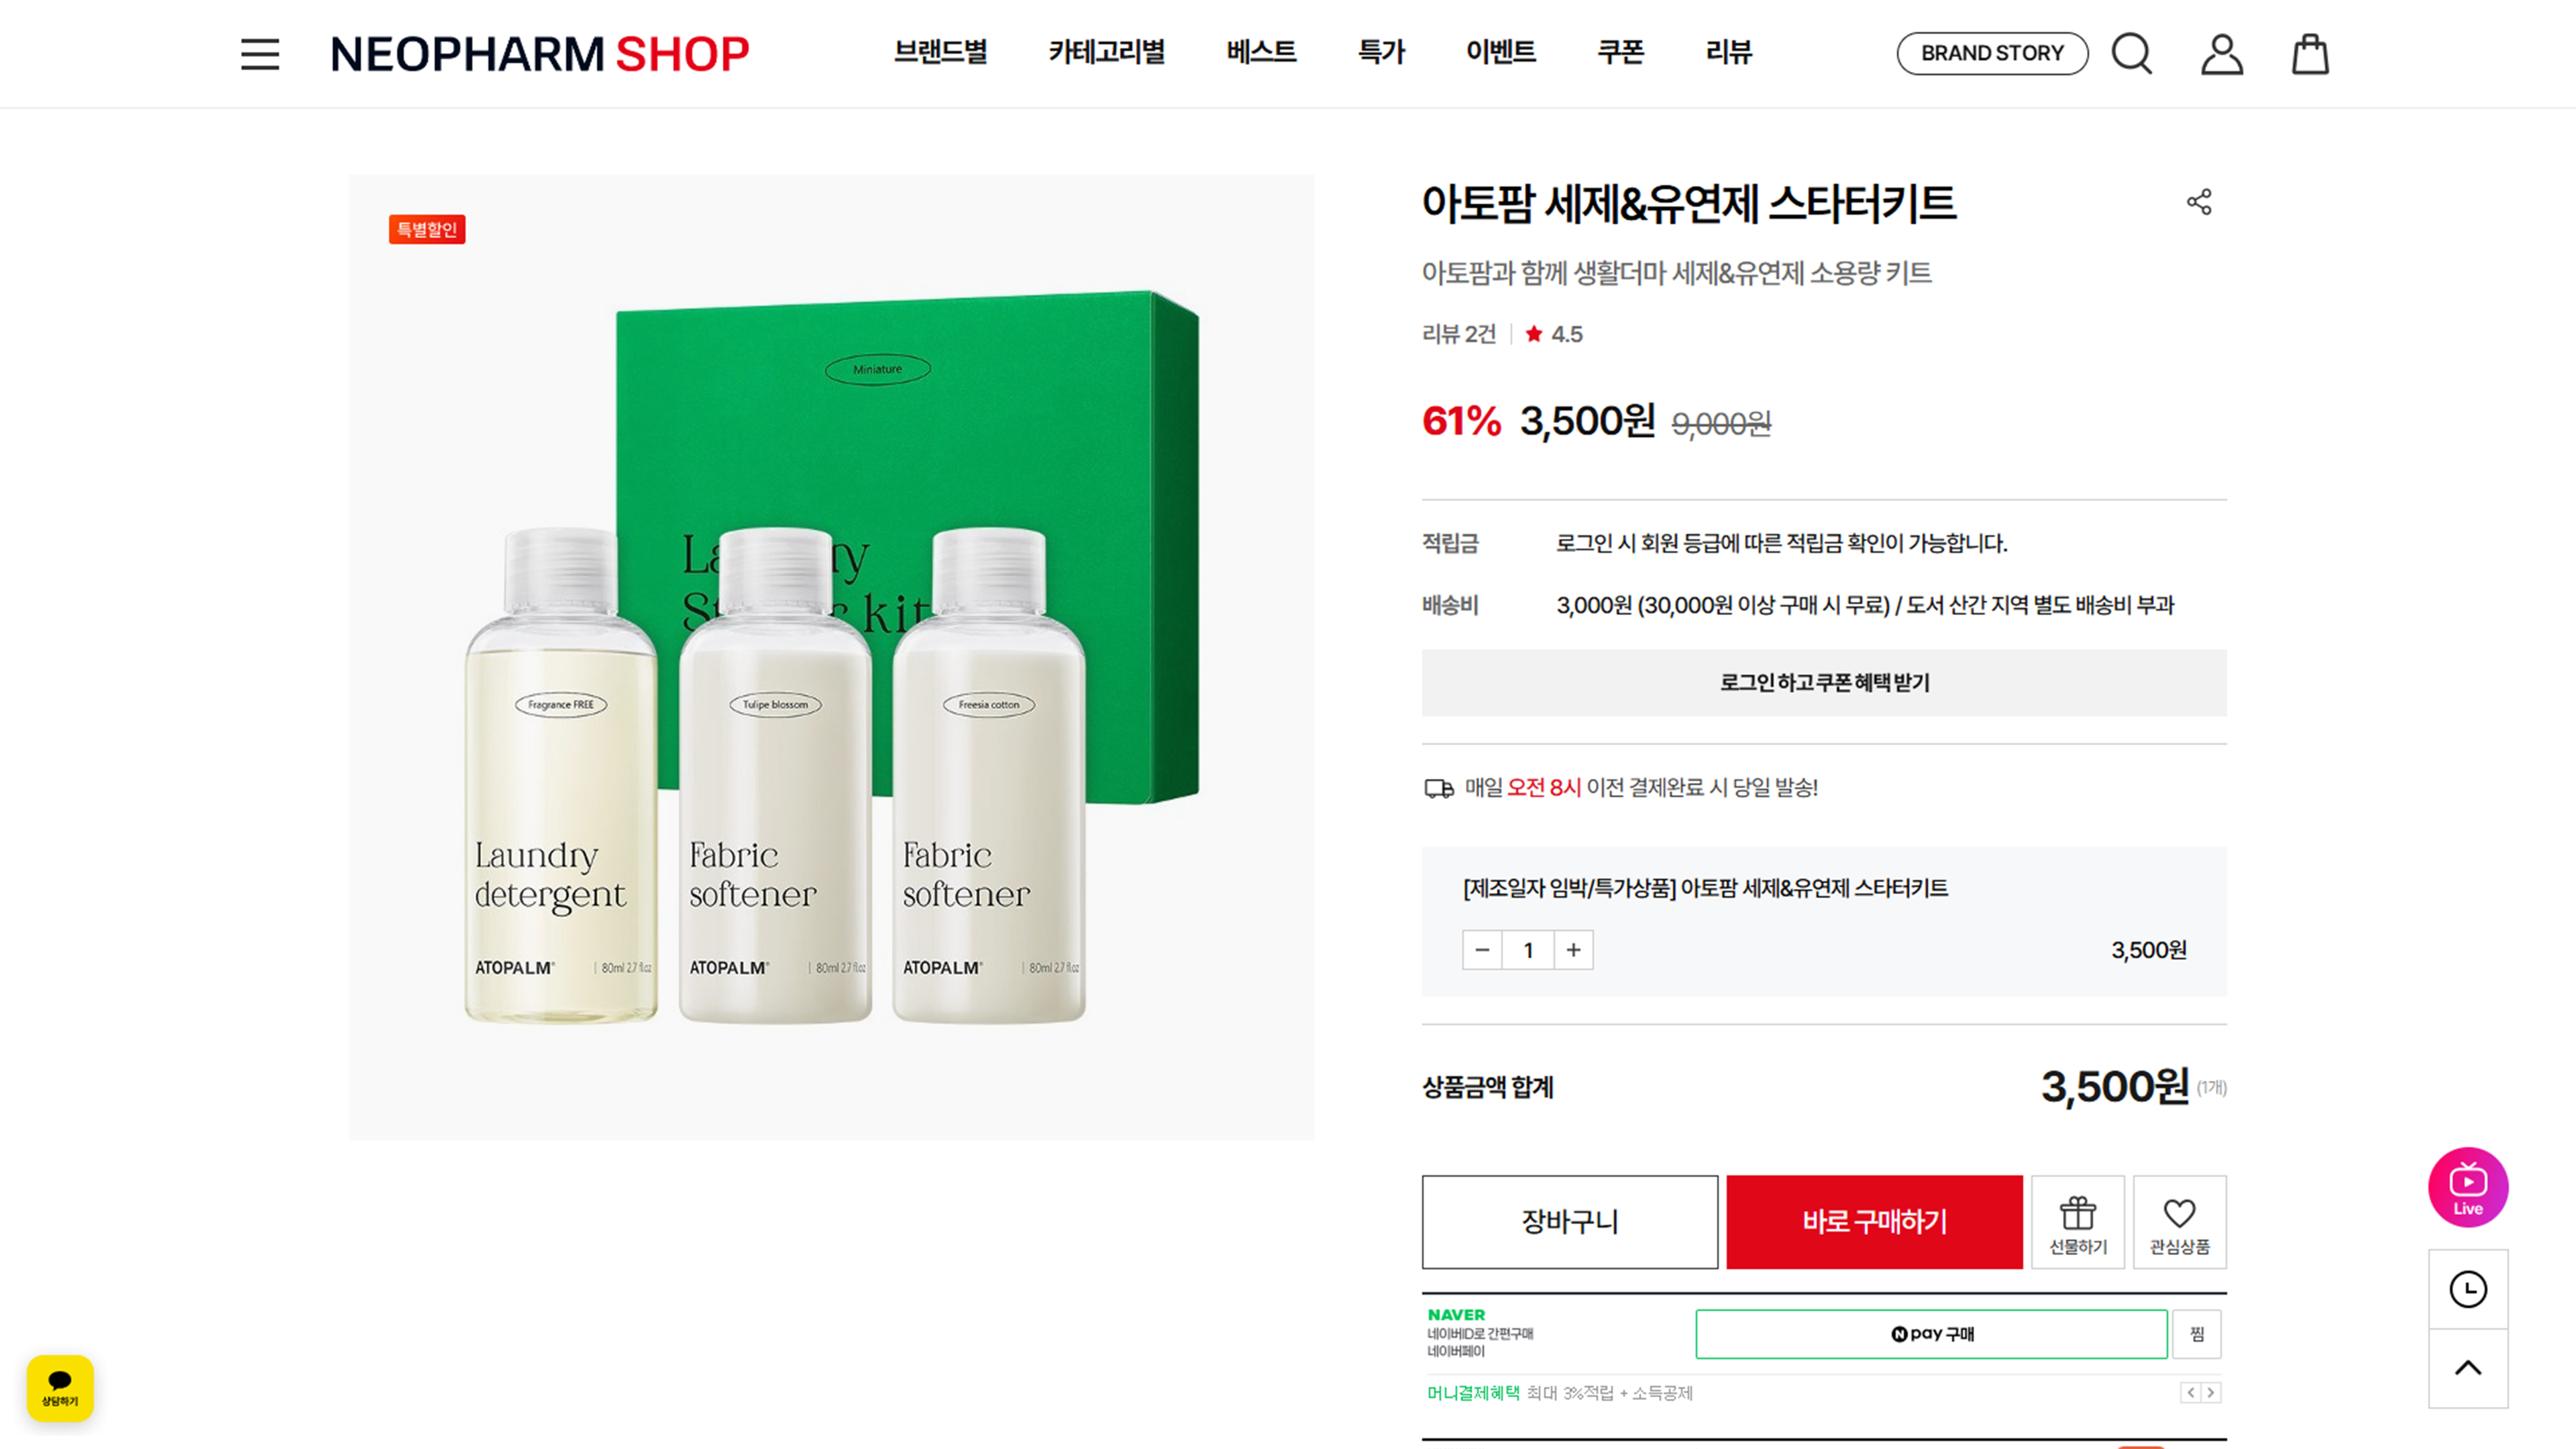 NEOPHARM SHOP
브랜드별 카테고리별 베스트 특가 이벤트 쿠폰 리뷰
BRAND STORY
특별할인
Miniature
kit
Fragrance FREE
Laundry
detergent
ATOPALM
80ml 2.7 fl.oz
Tulipe blossom
Fabric
softener
ATOPALM
80ml 2.7 fl.oz
Freesia cotton
Fabric
softener
ATOPALM
80ml 2.7 fl.oz
아토팜 세제&유연제 스타터키트
아토팜과 함께 생활더마 세제&유연제 소용량 키트
리뷰 2건 4.5
61% 3,500원 9,000원
적립금 로그인 시 회원 등급에 따른 적립금 확인이 가능합니다.
배송비 3,000원 (30,000원 이상 구매 시 무료) / 도서 산간 지역 별도 배송비 부과
로그인 하고 쿠폰 혜택 받기
매일 오전 8시 이전 결제완료 시 당일 발송!
[제조일자 임박/특가상품] 아토팜 세제&유연제 스타터키트
- 1 + 3,500원
상품금액 합계 3,500원 (1개)
장바구니
바로 구매하기
선물하기
관심상품
NAVER
네이버ID로 간편구매
네이버페이
N pay 구매
찜
머니결제혜택 최대 3%적립 + 소득공제
Live
상담하기